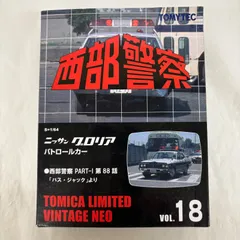 TOMYTEC
西部警察
S=1/64
ニッサン グロリア
パトロールカー
●西部警察 PART-Ⅰ 第88話
「バス・ジャック」より
TOMICA LIMITED
VINTAGE NEO
VOL.18